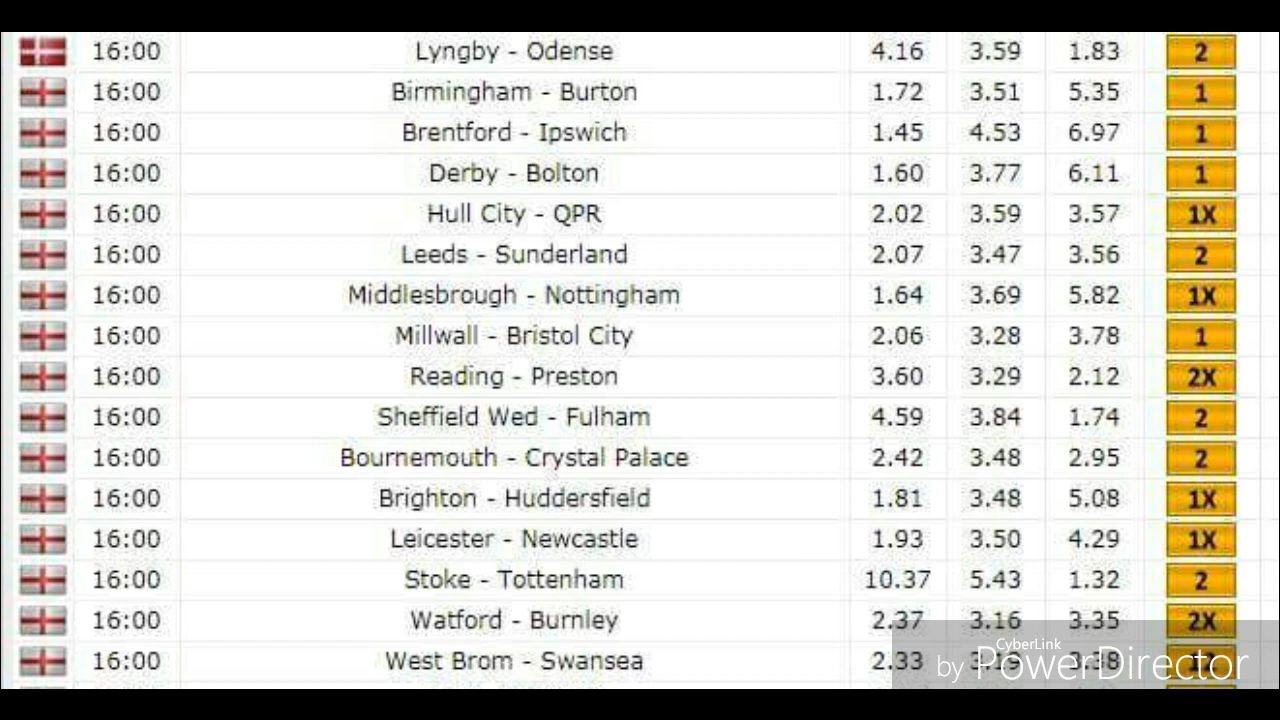 16:00 Lyngby - Odense 4.16 3.59 1.83 2
16:00 Birmingham - Burton 1.72 3.51 5.35 1
16:00 Brentford - Ipswich 1.45 4.53 6.97 1
16:00 Derby - Bolton 1.60 3.77 6.11 1
16:00 Hull City - QPR 2.02 3.59 3.57 1X
16:00 Leeds - Sunderland 2.07 3.47 3.56 2
16:00 Middlesbrough - Nottingham 1.64 3.69 5.82 1X
16:00 Millwall - Bristol City 2.06 3.28 3.78 1
16:00 Reading - Preston 3.60 3.29 2.12 2X
16:00 Sheffield Wed - Fulham 4.59 3.84 1.74 2
16:00 Bournemouth - Crystal Palace 2.42 3.48 2.95 2
16:00 Brighton - Huddersfield 1.81 3.48 5.08 1X
16:00 Leicester - Newcastle 1.93 3.50 4.29 1X
16:00 Stoke - Tottenham 10.37 5.43 1.32 2
16:00 Watford - Burnley 2.37 3.16 3.35 2X
16:00 West Brom - Swansea 2.33
CyberLink
by PowerDirector